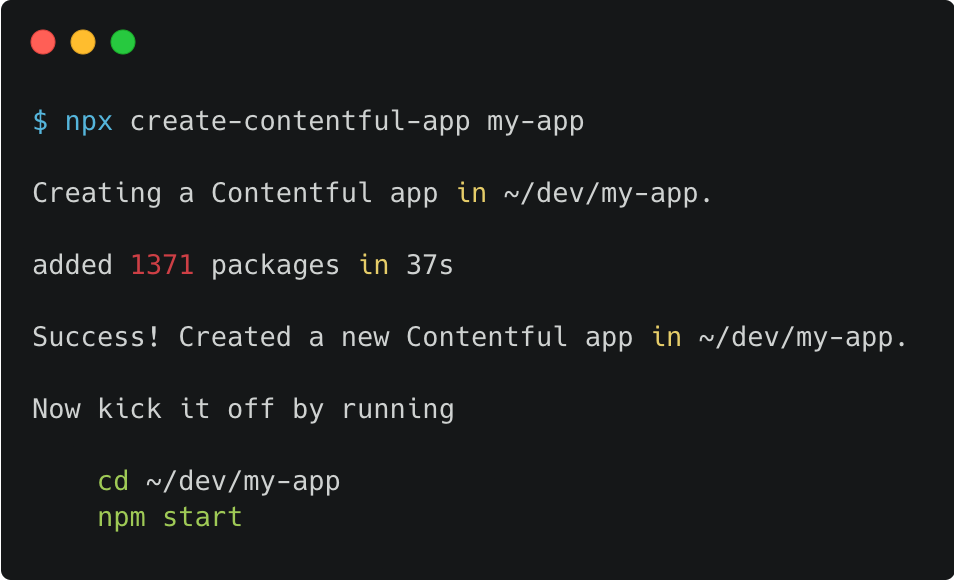 $ npx create-contentful-app my-app
Creating a Contentful app in ~/dev/my-app.
added 1371 packages in 37s
Success! Created a new Contentful app in ~/dev/my-app.
Now kick it off by running
cd ~/dev/my-app
npm start